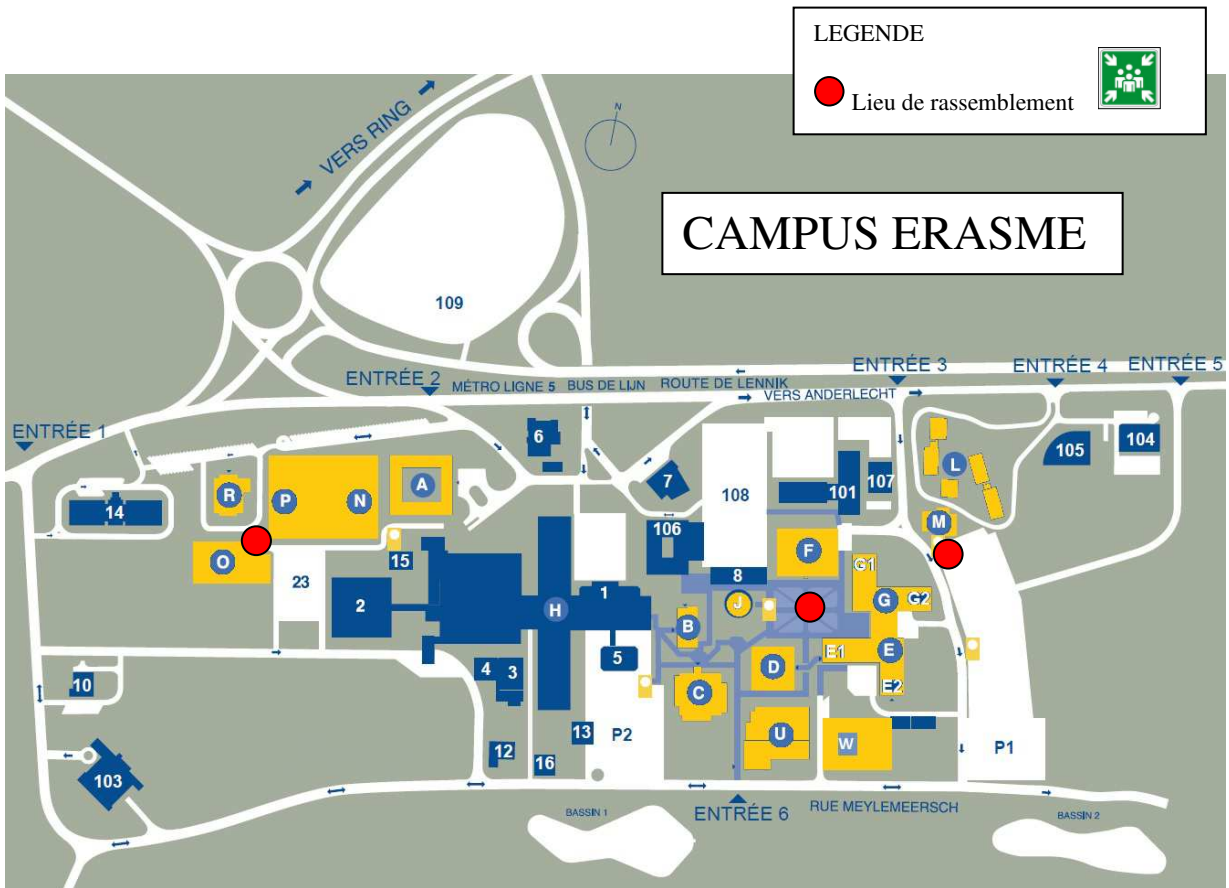 LEGENDE
Lieu de rassemblement
N
VERS RING
CAMPUS ERASME
109
ENTRÉE 3
ENTRÉE 4
ENTRÉE 5
ENTRÉE 2
MÉTRO LIGNE 5 BUS DE LIJN ROUTE DE LENNIK
VERS ANDERLECHT
ENTRÉE 1
6
L
105
104
R
P
N
A
7
108
101
107
14
106
M
F
O
15
23
8
G1
2
H
1
J
G
G2
B
5
E1
E
4
3
D
10
C
E2
13
P2
U
W
P1
12
16
103
ENTRÉE 6
RUE MEYLEMEERSCH
BASSIN 1
BASSIN 2